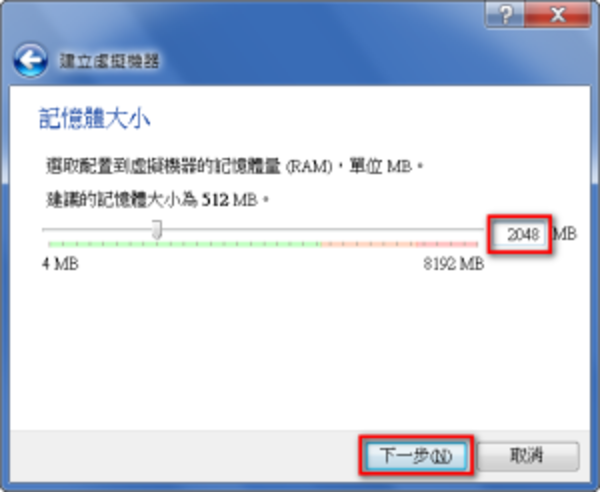 ?
建立虛擬機器
記憶體大小
選取配置到虛擬機器的記憶體量 (RAM)，單位 MB。
建議的記憶體大小為 512 MB。
2048 MB
4 MB 8192 MB
下一步(N) 取消